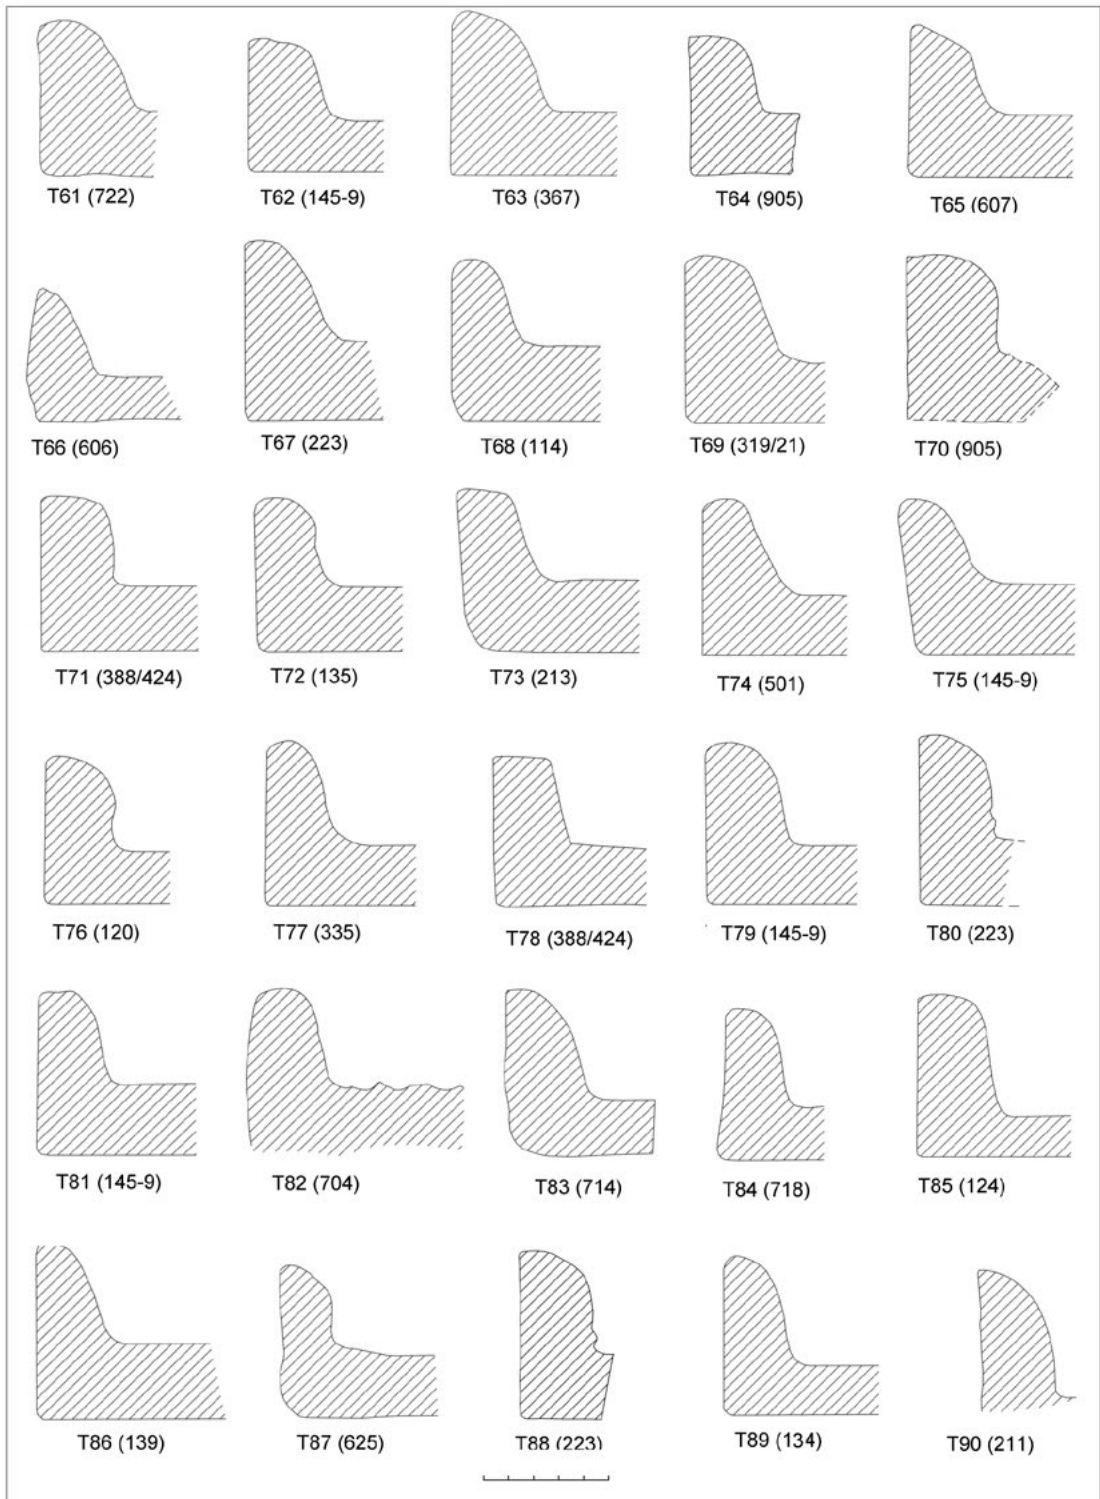 T61 (722)
T62 (145-9)
T63 (367)
T64 (905)
T65 (607)
T66 (606)
T67 (223)
T68 (114)
T69 (319/21)
T70 (905)
T71 (388/424)
T72 (135)
T73 (213)
T74 (501)
T75 (145-9)
T76 (120)
T77 (335)
T78 (388/424)
T79 (145-9)
T80 (223)
T81 (145-9)
T82 (704)
T83 (714)
T84 (718)
T85 (124)
T86 (139)
T87 (625)
T88 (223)
T89 (134)
T90 (211)